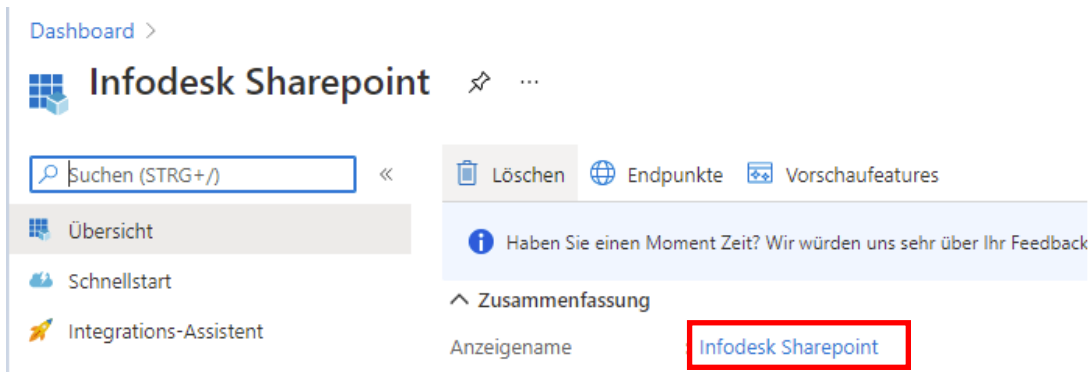 Dashboard >
Infodesk Sharepoint ...
Suchen (STRG+/) «
Löschen Endpunkte Vorschaufeatures
Übersicht
Haben Sie einen Moment Zeit? Wir würden uns sehr über Ihr Feedback
Schnellstart
Zusammenfassung
Integrations-Assistent
Anzeigename : Infodesk Sharepoint